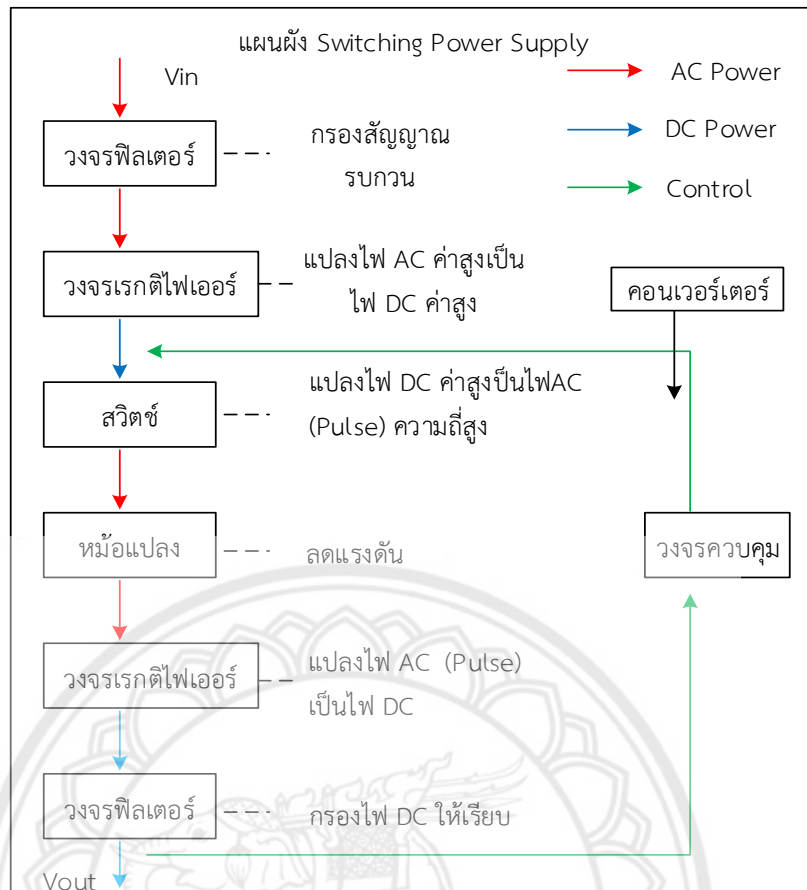 แผนผัง Switching Power Supply
Vin
AC Power
DC Power
Control
วงจรฟิลเตอร์
กรองสัญญาณ
รบกวน
วงจรเรกติไฟเออร์
แปลงไฟ AC ค่าสูงเป็น
ไฟ DC ค่าสูง
คอนเวอร์เตอร์
สวิตช์
แปลงไฟ DC ค่าสูงป็นไฟAC
(Pulse) ความถี่สูง
หม้อแปลง
ลดแรงดัน
วงจรควบคุม
วงจรเรกติไฟเออร์
แปลงไฟ AC (Pulse)
เป็นไฟ DC
วงจรฟิลเตอร์
กรองไฟ DC ให้เรียบ
Vout